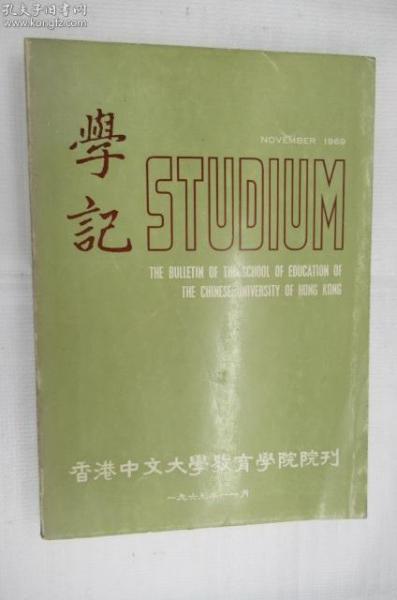 孔夫子旧书网
www.kongfz.com
NOVEMBER 1969
學記
STUDIUM
THE BULLETIN OF THE SCHOOL OF EDUCATION OF
THE CHINESE UNIVERSITY OF HONG KONG
香港中文大學教育學院院刊
一九六九年十一月